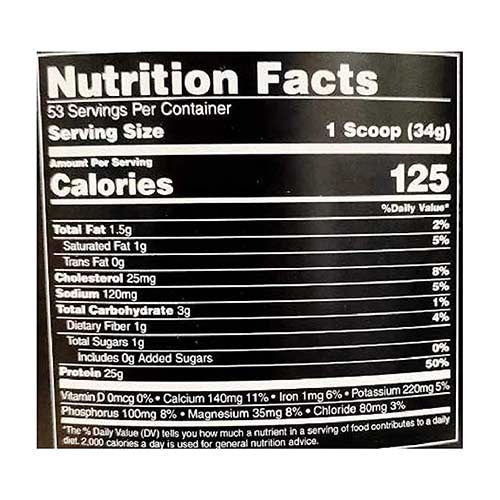 Nutrition Facts
53 Servings Per Container
Serving Size 1 Scoop (34g)
Amount Per Serving
Calories 125
%Daily Value*
Total Fat 1.5g 2%
Saturated Fat 1g 5%
Trans Fat 0g
Cholesterol 25mg 8%
Sodium 120mg 5%
Total Carbohydrate 3g 1%
Dietary Fiber 1g 4%
Total Sugars 1g
Includes 0g Added Sugars 0%
Protein 25g 50%
Vitamin D 0mcg 0% • Calcium 140mg 11% • Iron 1mg 6% • Potassium 220mg 5%
Phosphorus 100mg 8% • Magnesium 35mg 8% • Chloride 80mg 3%
*The % Daily Value (DV) tells you how much a nutrient in a serving of food contributes to a daily
diet. 2,000 calories a day is used for general nutrition advice.